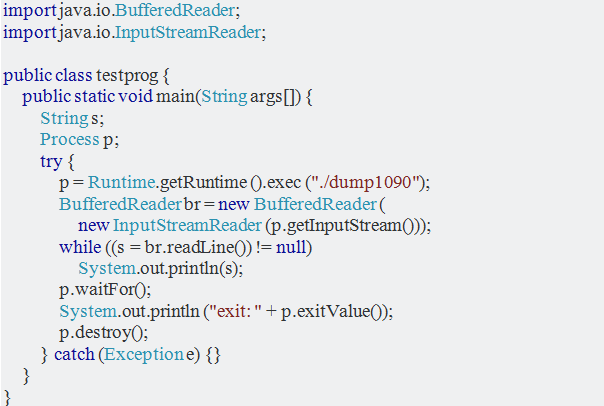 import java.io.BufferedReader;
import java.io.InputStreamReader;

public class testprog {
    public static void main(String args[]) {
        String s;
        Process p;
        try {
            p = Runtime.getRuntime().exec ("./dump1090");
            BufferedReader br = new BufferedReader(
                new InputStreamReader(p.getInputStream()));
            while ((s = br.readLine()) != null)
                System.out.println(s);
            p.waitFor();
            System.out.println ("exit: " + p.exitValue());
            p.destroy();
        } catch (Exception e) {}
    }
}